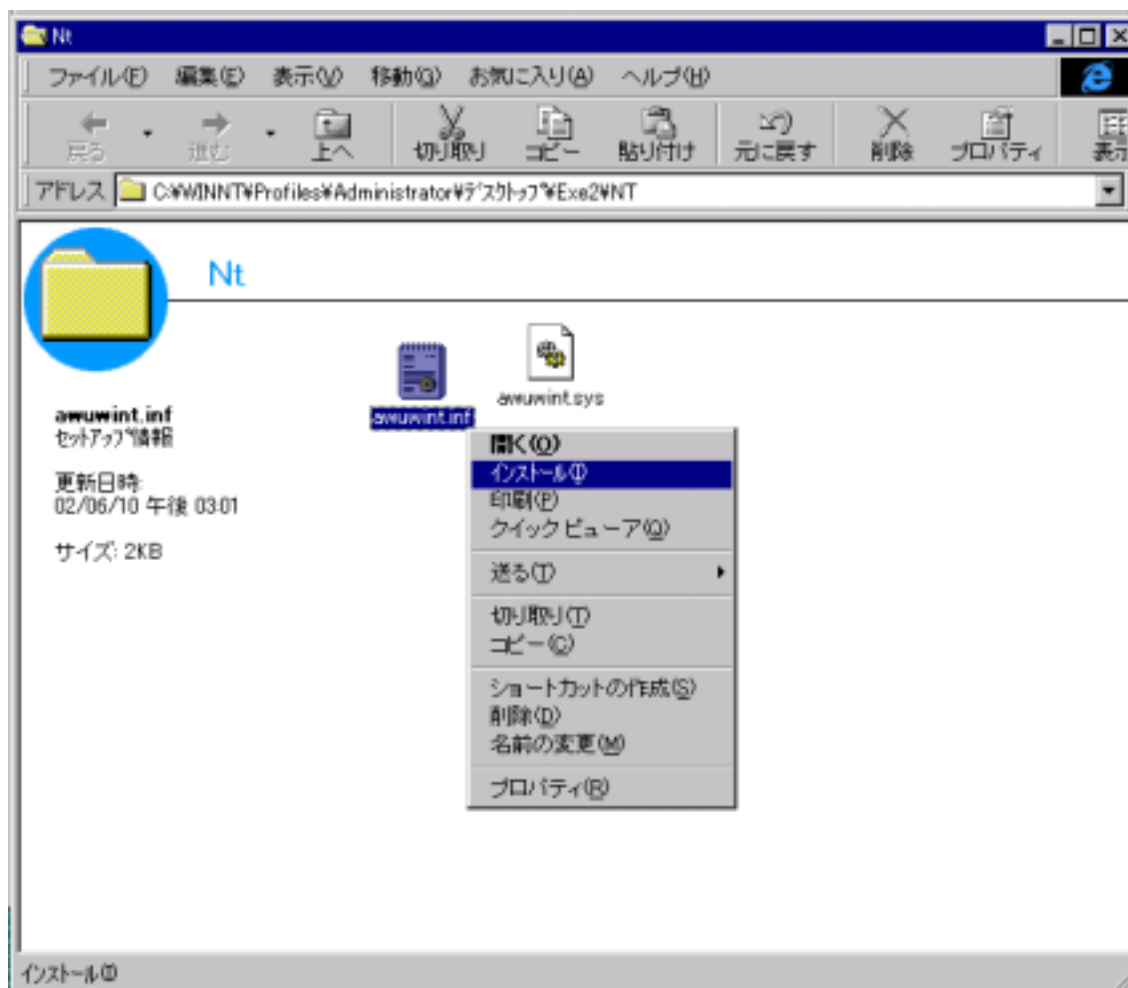 Nt
ファイル(F) 編集(E) 表示(V) 移動(G) お気に入り(A) ヘルプ(H)
戻る 進む 上へ 切り取り コピー 貼り付け 元に戻す 削除 プロパティ 表示
アドレス C:¥WINNT¥Profiles¥Administrator¥ﾃﾞｽｸﾄｯﾌﾟ¥Exe2¥NT
Nt
awuwint.inf
awuwint.sys
awuwint.inf
ｾｯﾄｱｯﾌﾟ情報
更新日時:
02/06/10 午後 03:01
サイズ: 2KB
開く(O)
ｲﾝｽﾄｰﾙ(I)
印刷(P)
クイック ビューア(Q)
送る(T)
切り取り(T)
コピー(C)
ショートカットの作成(S)
削除(D)
名前の変更(M)
プロパティ(R)
ｲﾝｽﾄｰﾙ(I)